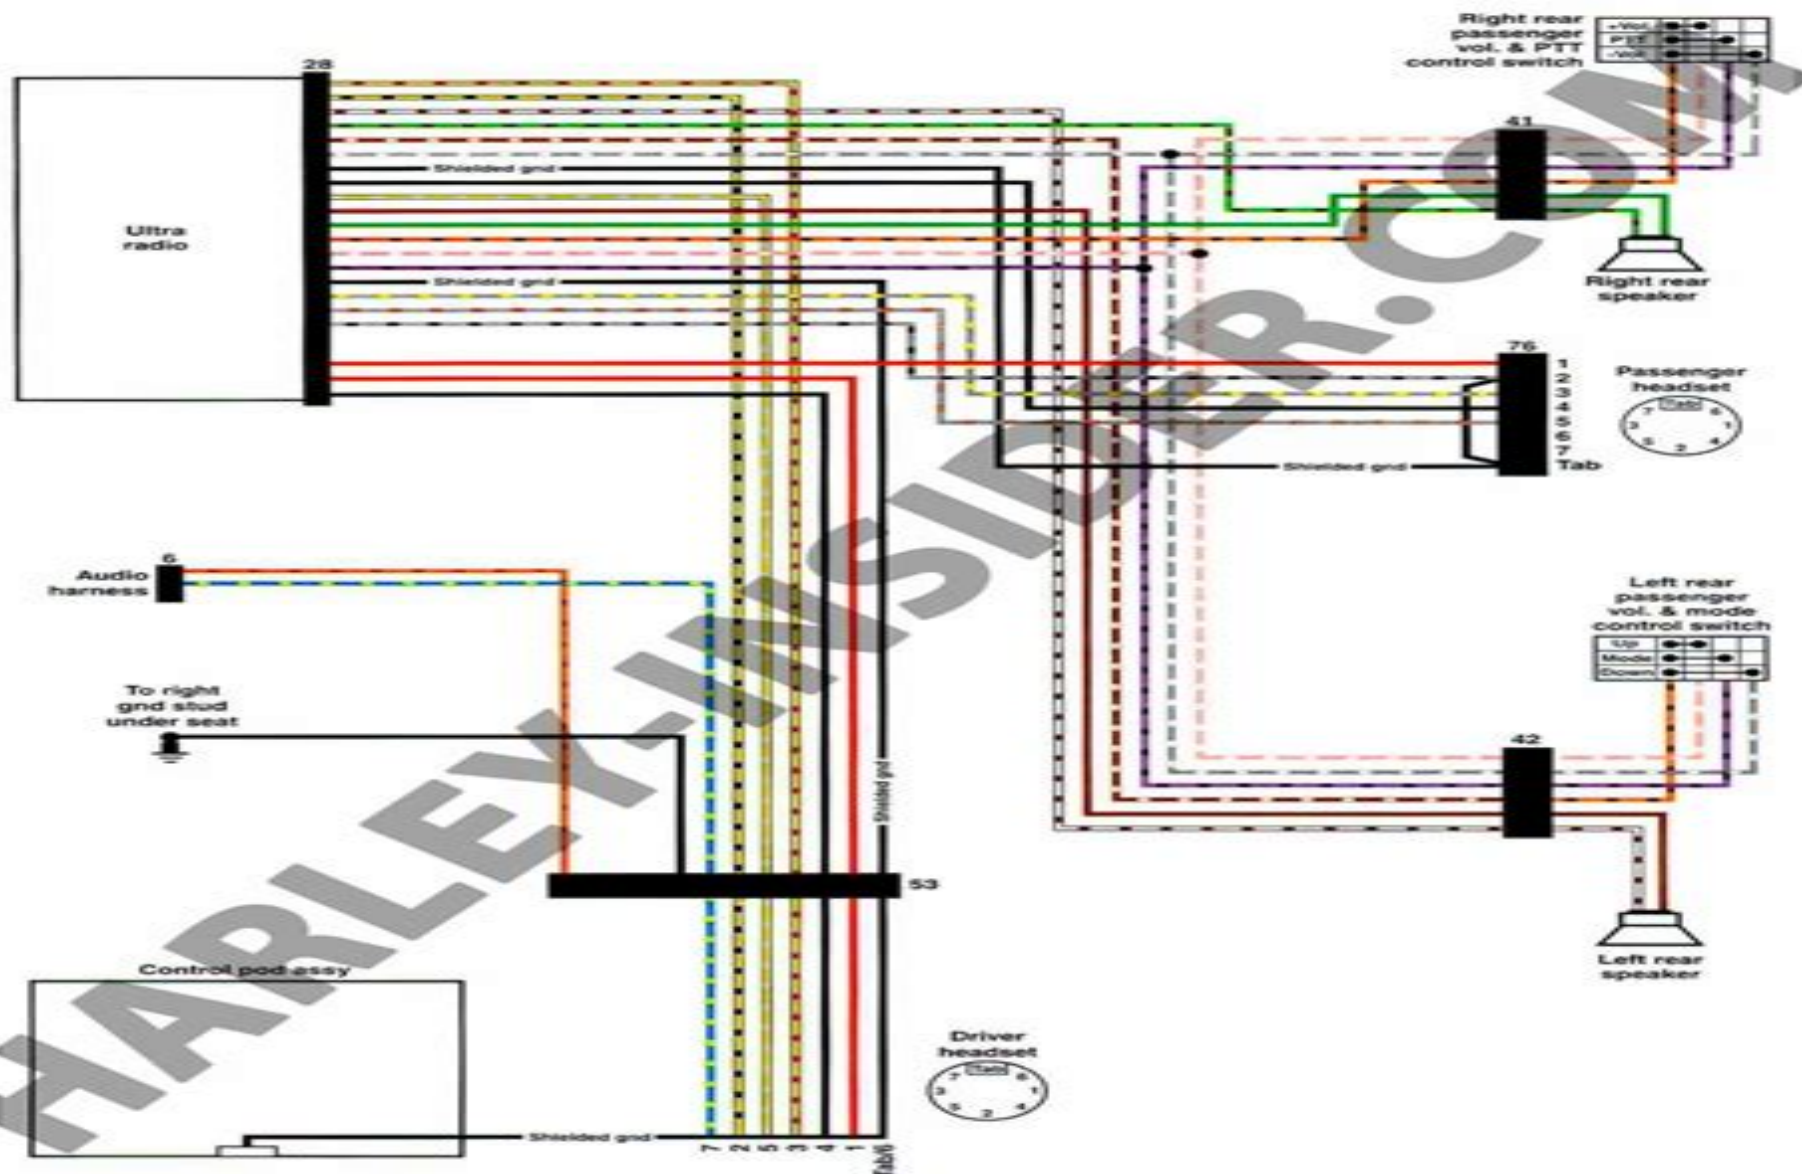 Right rear
passenger
vol. & PTT
control switch
+Vol
PTT
-Vol
28
41
Shielded gnd
Ultra
radio
Shielded gnd
Right rear
speaker
76
1
2
3
4
5
6
7
Tab
Passenger
headset
Tab
7
6
3
1
5
4
2
Shielded gnd
6
Audio
harness
Left rear
passenger
vol. & mode
control switch
Up
Mode
Down
To right
gnd stud
under seat
42
Shielded gnd
53
Left rear
speaker
Control pod assy
Driver
headset
Tab
7
6
3
1
5
4
2
Shielded gnd
7
2
5
3
4
1
Tab/6
HARLEY-INSIDER.COM